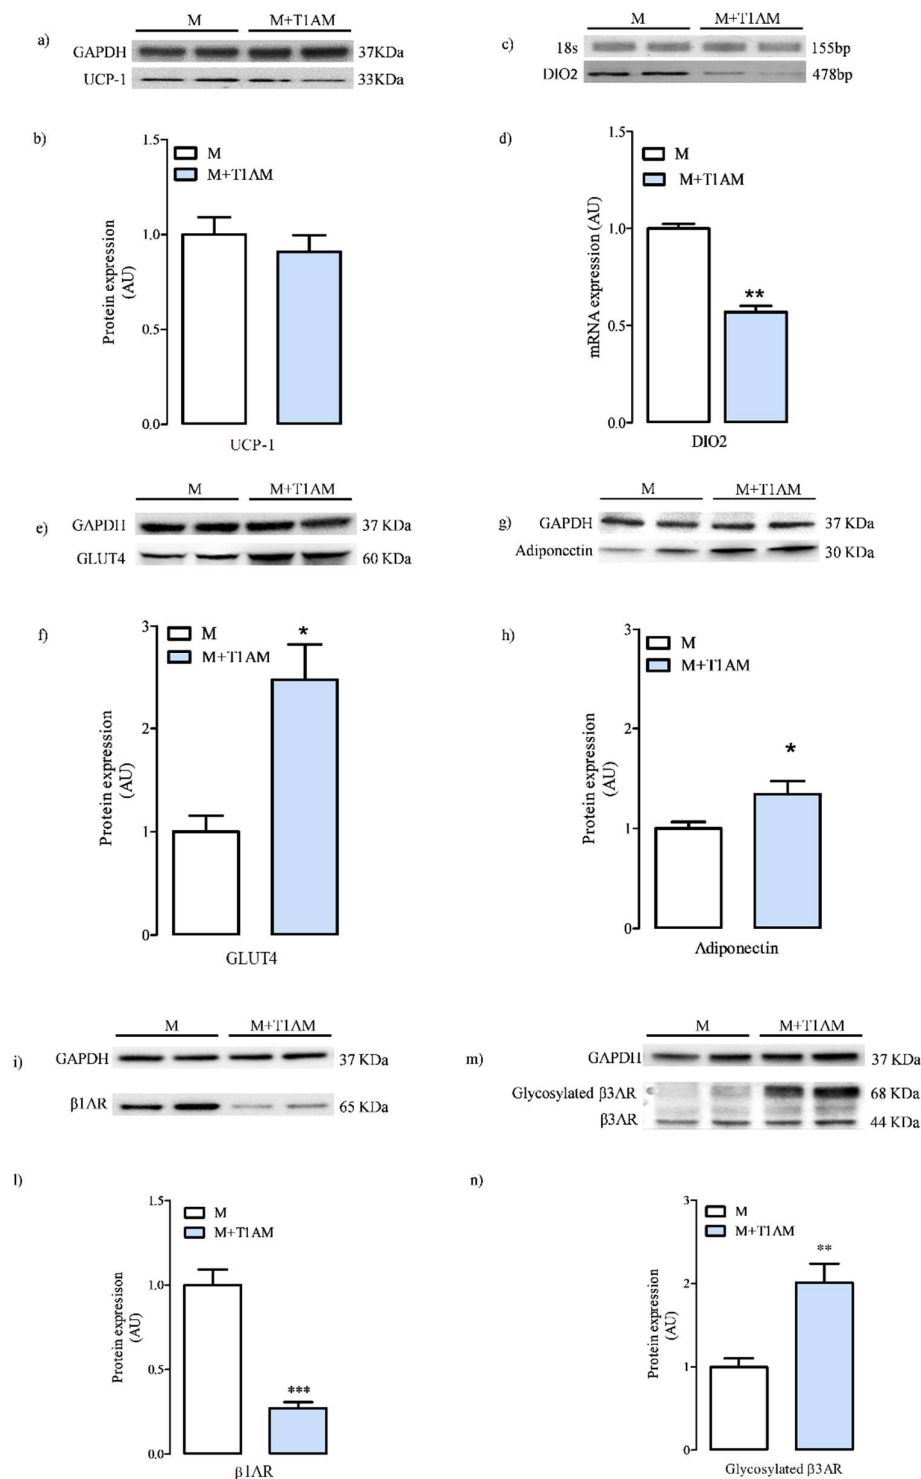 M M+T1AM
a)
GAPDH 37KDa
UCP-1 33KDa
M M+T1AM
c)
18s 155bp
DIO2 478bp
b)
1.5
1.0
0.5
0.0
Protein expression
(AU)
M
M+T1AM
UCP-1
d)
1.5
1.0
0.5
0.0
mRNA expression (AU)
M
M+T1AM
**
DIO2
M M+T1AM
e)
GAPDH 37 KDa
GLUT4 60 KDa
M M+T1AM
g)
GAPDH 37 KDa
Adiponectin 30 KDa
f)
3
2
1
0
Protein expression
(AU)
M
M+T1AM
*
GLUT4
h)
3
2
1
0
Protein expression
(AU)
M
M+T1AM
*
Adiponectin
M M+T1AM
i)
GAPDH 37 KDa
β1AR 65 KDa
M M+T1AM
m)
GAPDH 37 KDa
Glycosylated β3AR 68 KDa
β3AR 44 KDa
l)
1.5
1.0
0.5
0.0
Protein expresison
(AU)
M
M+T1AM
***
β1AR
n)
3
2
1
0
Protein expression
(AU)
M
M+T1AM
**
Glycosylated β3AR